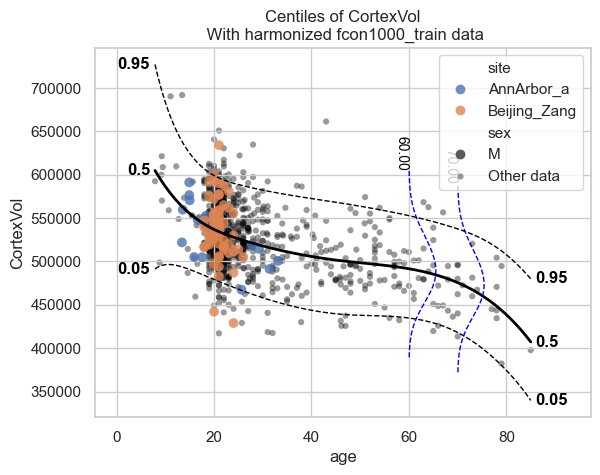 Centiles of CortexVol
With harmonized fcon1000_train data
CortexVol
700000
650000
600000
550000
500000
450000
400000
350000
0.95
0.5
0.05
60.00
0.95
0.5
0.05
site
AnnArbor_a
Beijing_Zang
sex
M
Other data
0
20
40
60
80
age